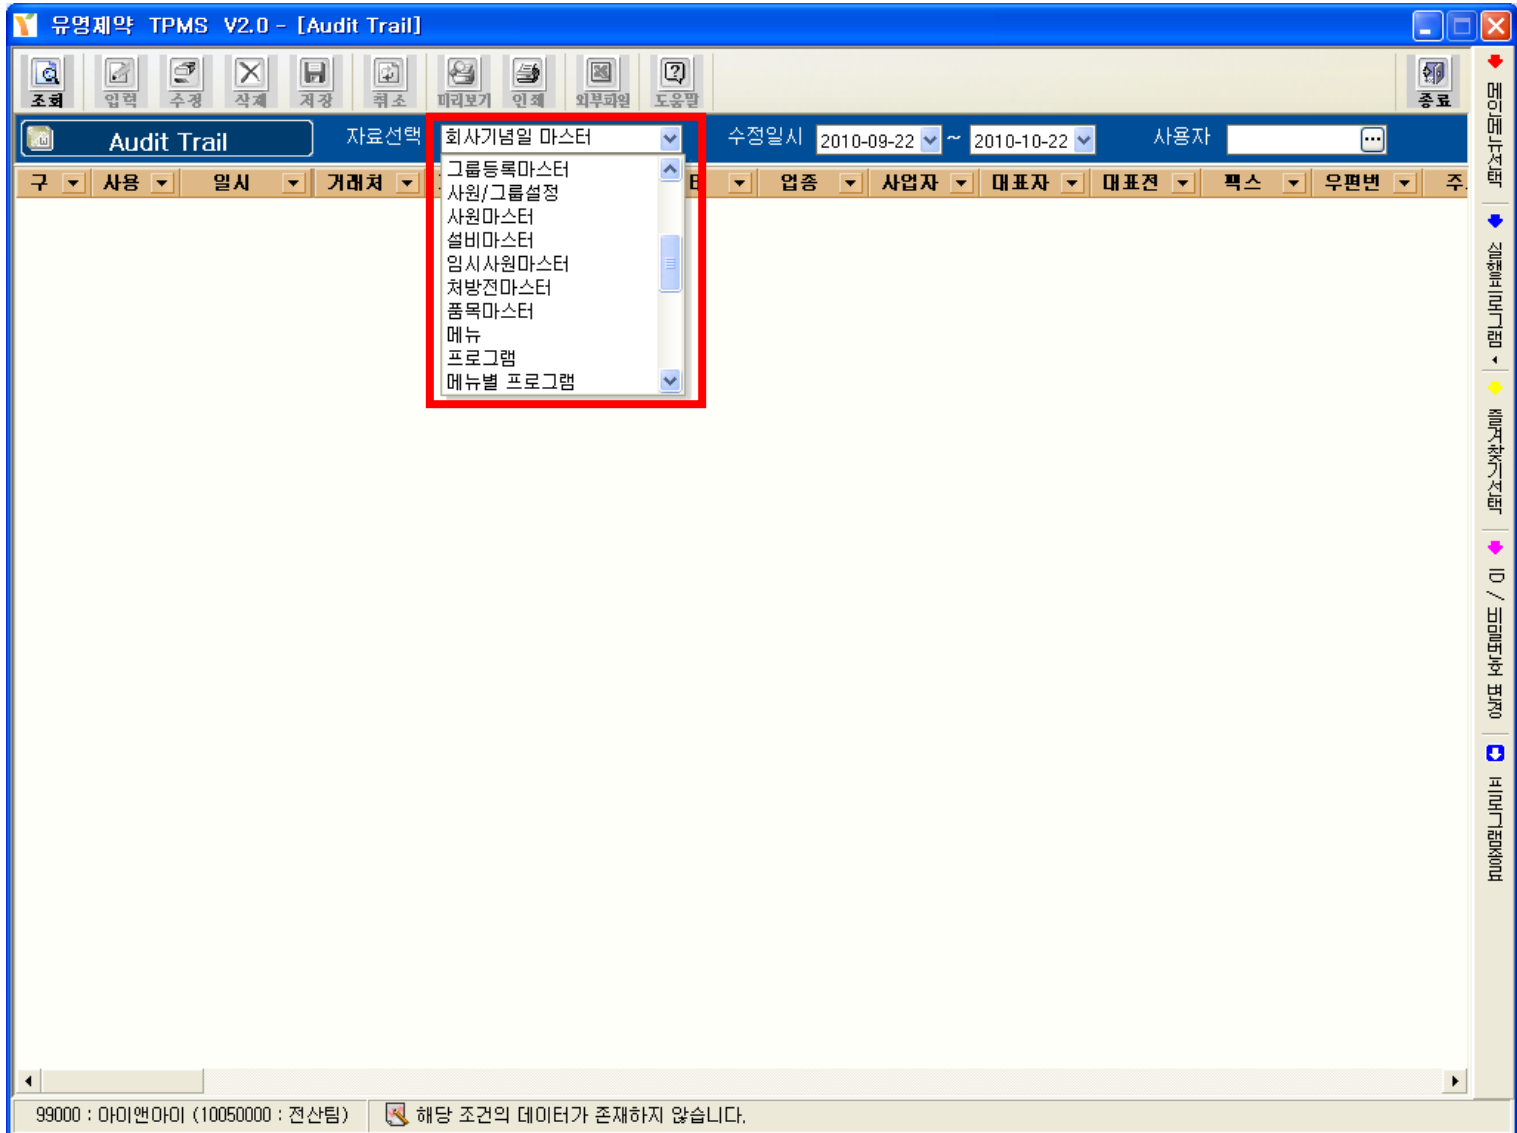 유영제약 TPMS V2.0 - [Audit Trail]
조회 입력 수정 삭제 저장 취소 미리보기 인쇄 외부파일 도움말 종료
Audit Trail 자료선택 회사기념일 마스터 수정일시 2010-09-22 ~ 2010-10-22 사용자
구 사용 일시 거래처 업종 사업자 대표자 대표전 팩스 우편번 주
그룹등록마스터
사원/그룹설정
사원마스터
설비마스터
임시사원마스터
처방전마스터
품목마스터
메뉴
프로그램
메뉴별 프로그램
메인메뉴선택
실행프로그램
즐겨찾기선택
ID / 비밀번호 변경
프로그램종료
99000 : 아이앤아이 (10050000 : 전산팀) 해당 조건의 데이터가 존재하지 않습니다.